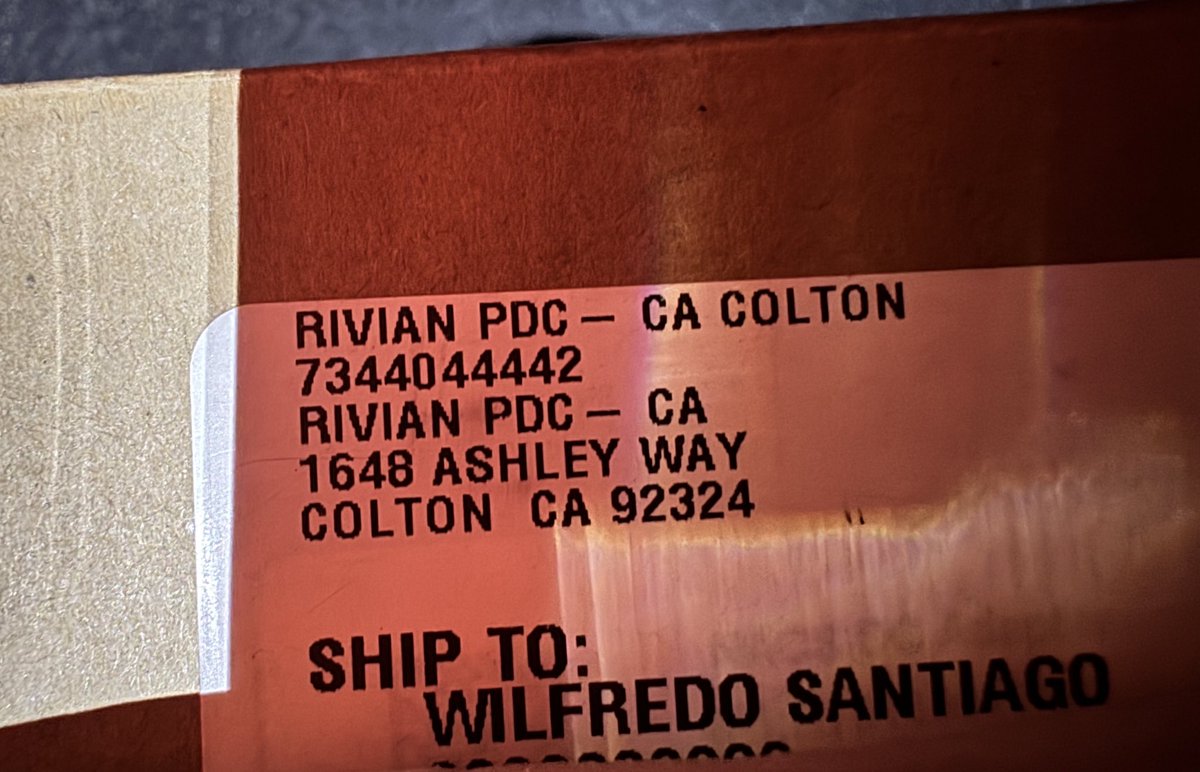 RIVIAN PDC — CA COLTON
7344044442
RIVIAN PDC — CA
1648 ASHLEY WAY
COLTON CA 92324
SHIP TO:
WILFREDO SANTIAGO